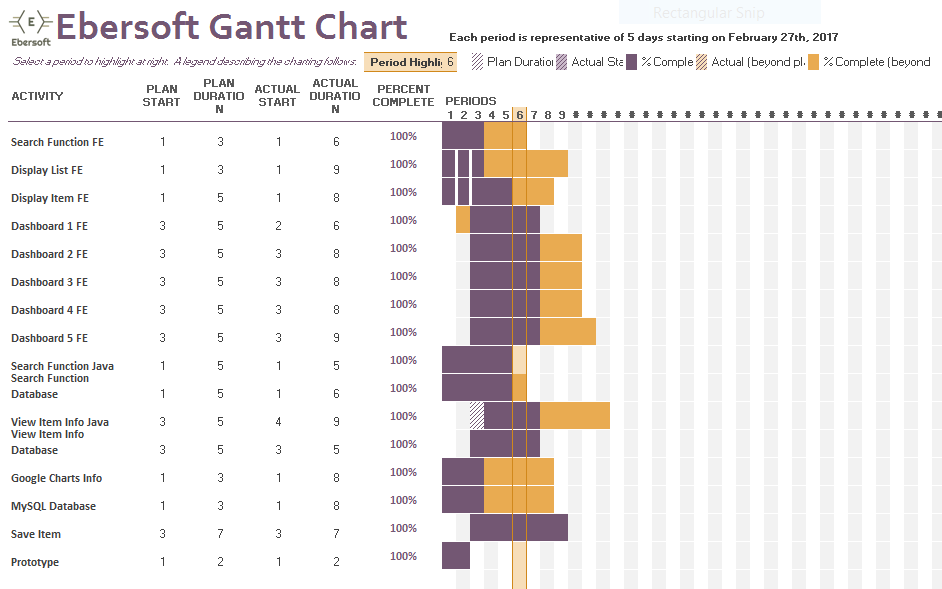 Rectangular Snip
E
Ebersoft
Ebersoft Gantt Chart
Each period is representative of 5 days starting on February 27th, 2017
Select a period to highlight at right. A legend describing the charting follows.
Period Highli 6
Plan Duratio
Actual Sta
% Comple
Actual (beyond pl
% Complete (beyond
ACTIVITY PLAN START PLAN DURATIO N ACTUAL START ACTUAL DURATIO N PERCENT COMPLETE PERIODS
1 2 3 4 5 6 7 8 9 # # # # # # # # # # # # # # # # # # # # # # # # # # #
Search Function FE 1 3 1 6 100%
Display List FE 1 3 1 9 100%
Display Item FE 1 5 1 8 100%
Dashboard 1 FE 3 5 2 6 100%
Dashboard 2 FE 3 5 3 8 100%
Dashboard 3 FE 3 5 3 8 100%
Dashboard 4 FE 3 5 3 8 100%
Dashboard 5 FE 3 5 3 9 100%
Search Function Java 1 5 1 5 100%
Search Function
Database 1 5 1 6 100%
View Item Info Java 3 5 4 9 100%
View Item Info
Database 3 5 3 5 100%
Google Charts Info 1 3 1 8 100%
MySQL Database 1 3 1 8 100%
Save Item 3 7 3 7 100%
Prototype 1 2 1 2 100%